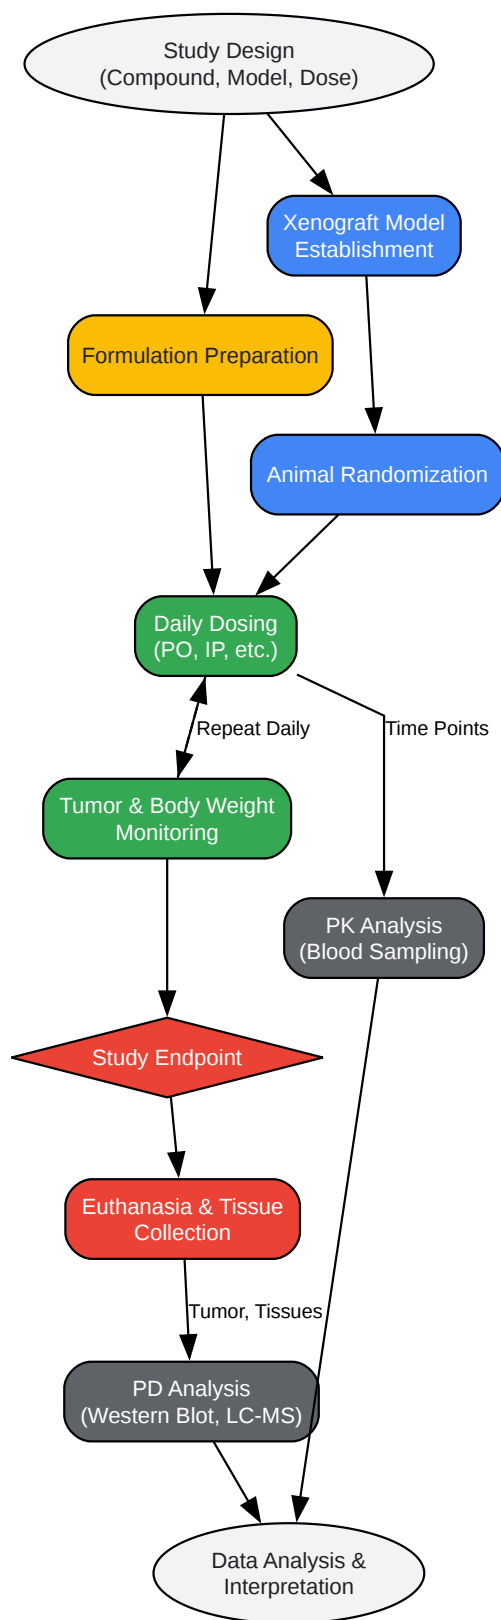 Study Design
(Compound, Model, Dose)
Xenograft Model
Establishment
Formulation Preparation
Animal Randomization
Daily Dosing
(PO, IP, etc.)
Repeat Daily
Time Points
Tumor & Body Weight
Monitoring
PK Analysis
(Blood Sampling)
Study Endpoint
Euthanasia & Tissue
Collection
Tumor, Tissues
PD Analysis
(Western Blot, LC-MS)
Data Analysis &
Interpretation